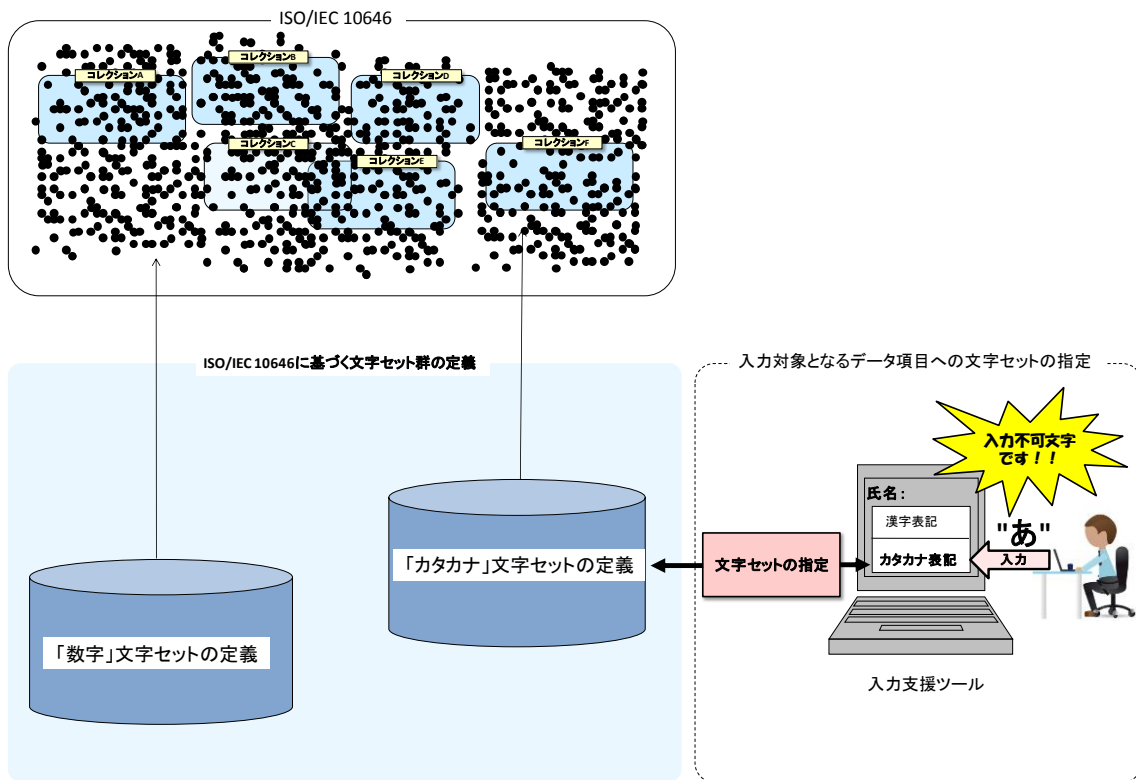 ISO/IEC 10646
コレクションA
コレクションB
コレクションD
コレクションC
コレクションF
コレクションE
ISO/IEC 10646に基づく文字セット群の定義
「カタカナ」文字セットの定義
「数字」文字セットの定義
入力対象となるデータ項目への文字セットの指定
入力不可文字
です！！
氏名：
漢字表記
"あ"
カタカナ表記
入力
文字セットの指定
入力支援ツール